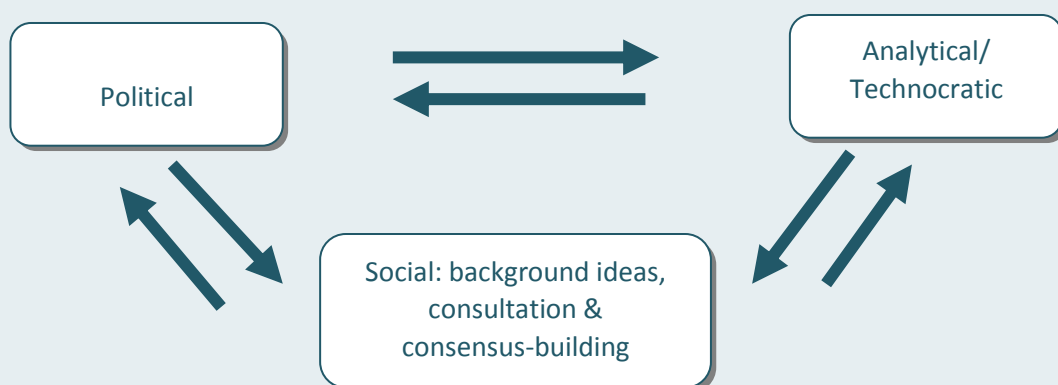 Political
Analytical/
Technocratic
Social: background ideas,
consultation &
consensus-building